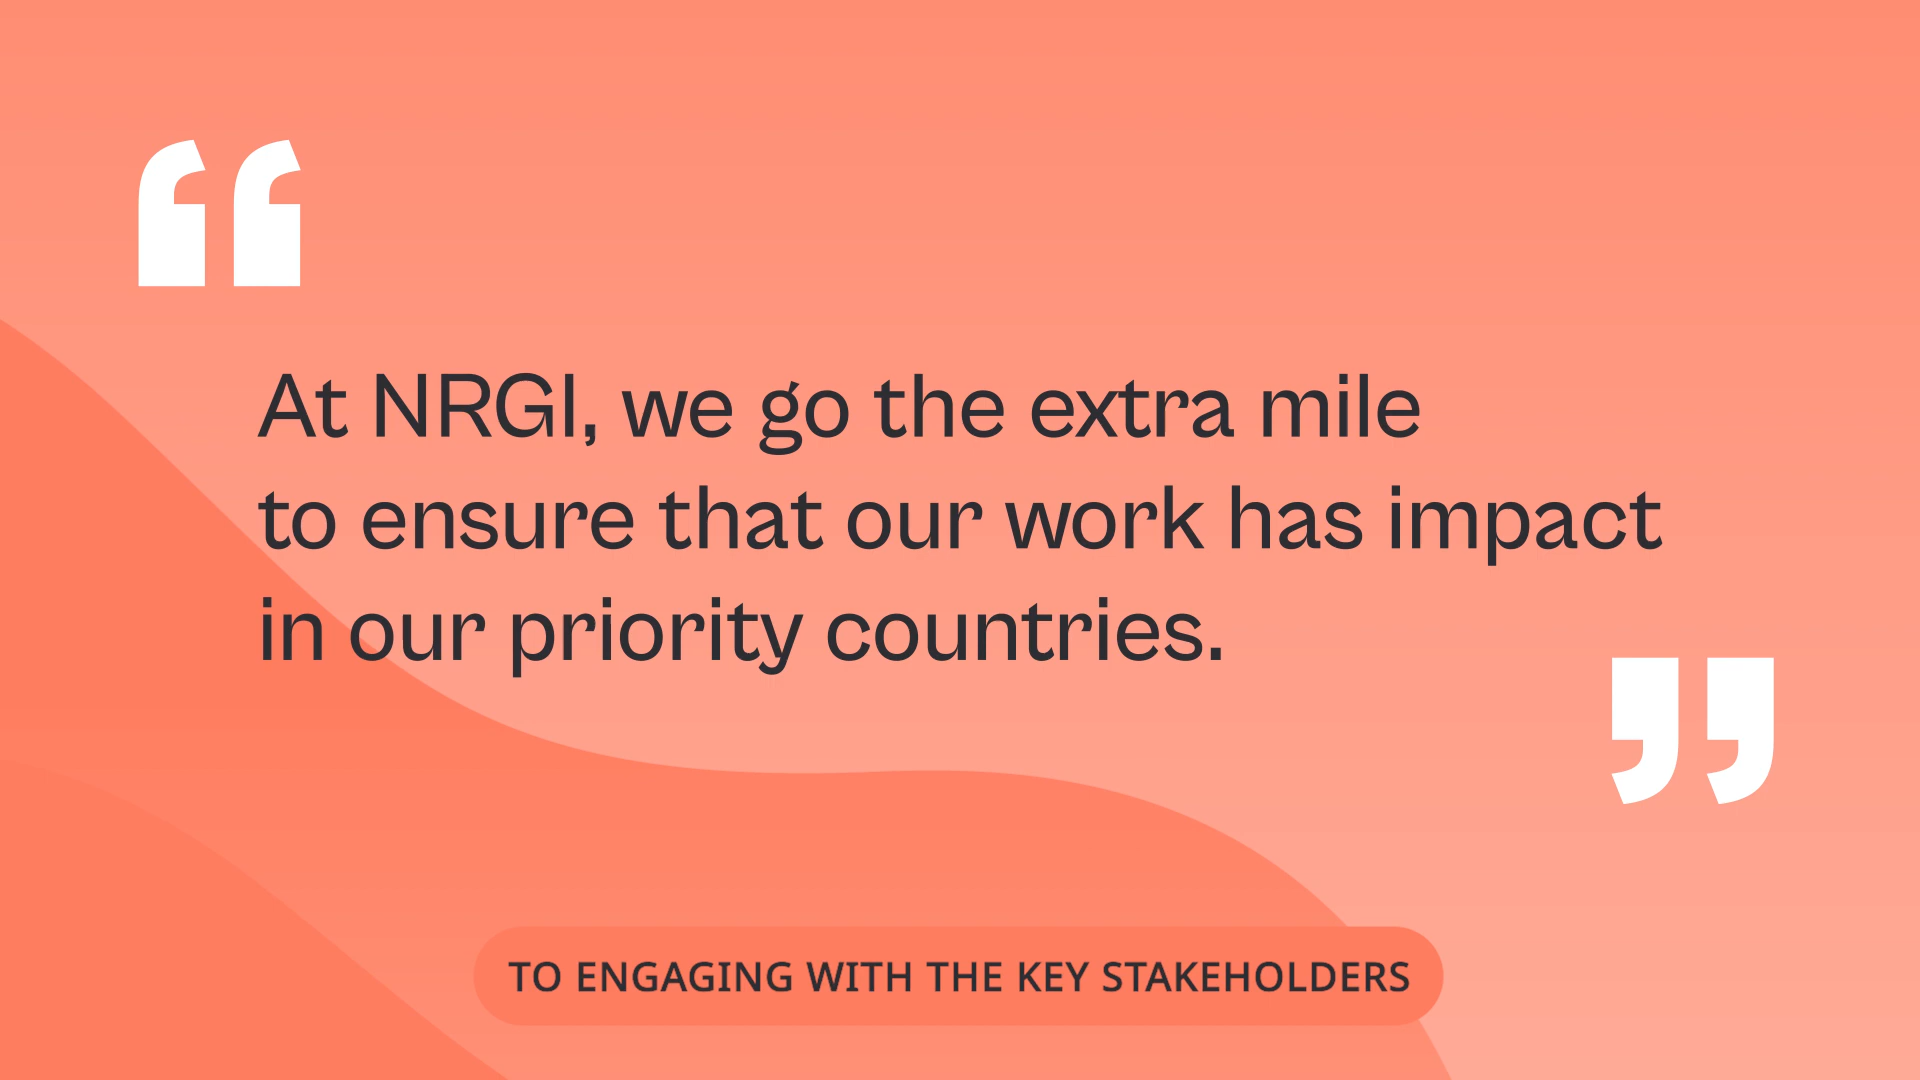 “
At NRGI, we go the extra mile
to ensure that our work has impact
in our priority countries.
”
TO ENGAGING WITH THE KEY STAKEHOLDERS